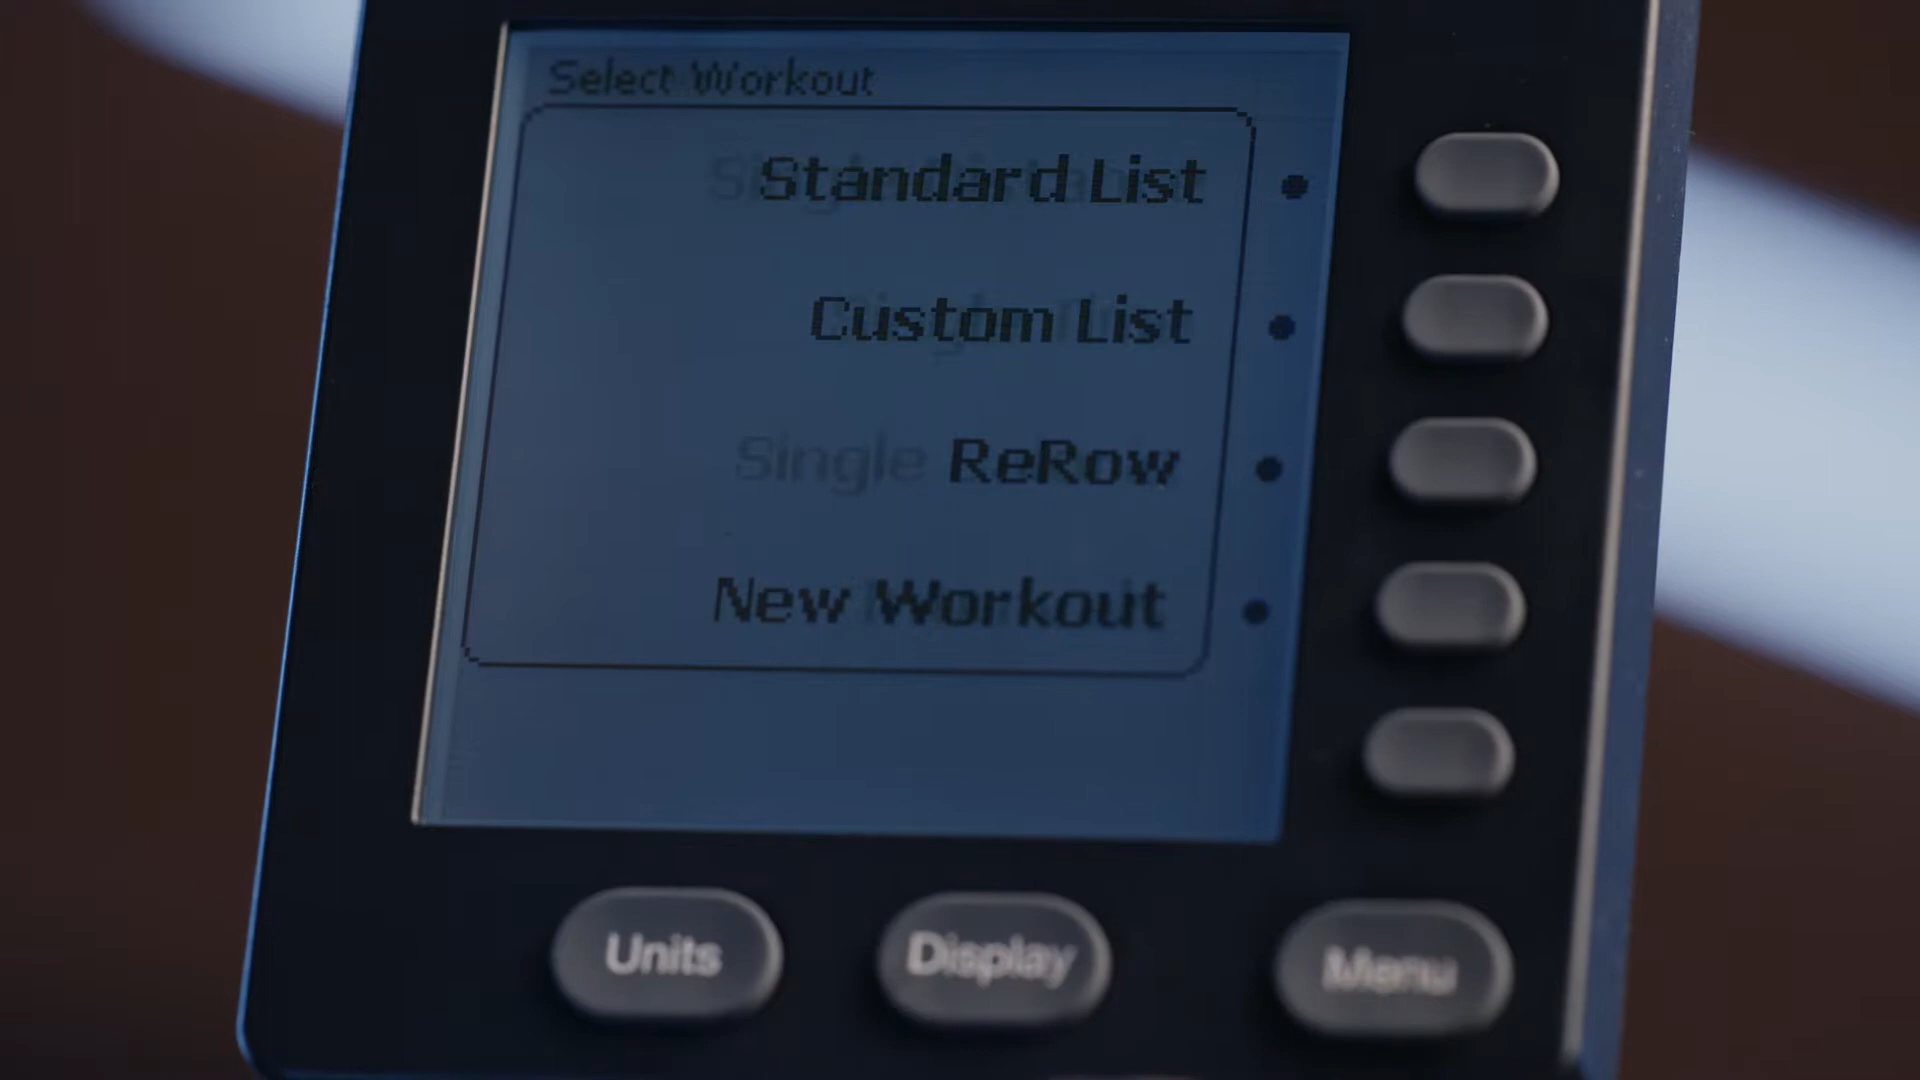 Select Workout
Standard List
Custom List
Single ReRow
New Workout
Units Display Menu